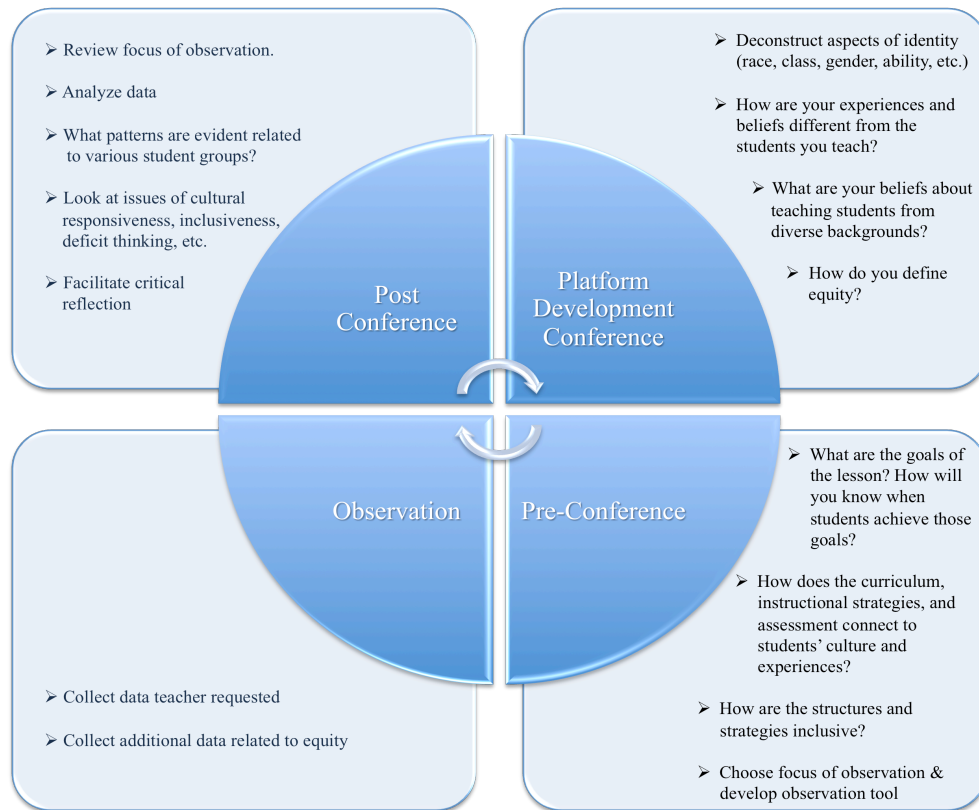 ➢ Review focus of observation.
➢ Analyze data
➢ What patterns are evident related
to various student groups?
➢ Look at issues of cultural
responsiveness, inclusiveness,
deficit thinking, etc.
➢ Facilitate critical
reflection
Post
Conference
➢ Deconstruct aspects of identity
(race, class, gender, ability, etc.)
➢ How are your experiences and
beliefs different from the
students you teach?
➢ What are your beliefs about
teaching students from
diverse backgrounds?
➢ How do you define
equity?
Platform
Development
Conference
Observation
➢ Collect data teacher requested
➢ Collect additional data related to equity
Pre-Conference
➢ What are the goals of
the lesson? How will
you know when
students achieve those
goals?
➢ How does the curriculum,
instructional strategies, and
assessment connect to
students’ culture and
experiences?
➢ How are the structures and
strategies inclusive?
➢ Choose focus of observation &
develop observation tool